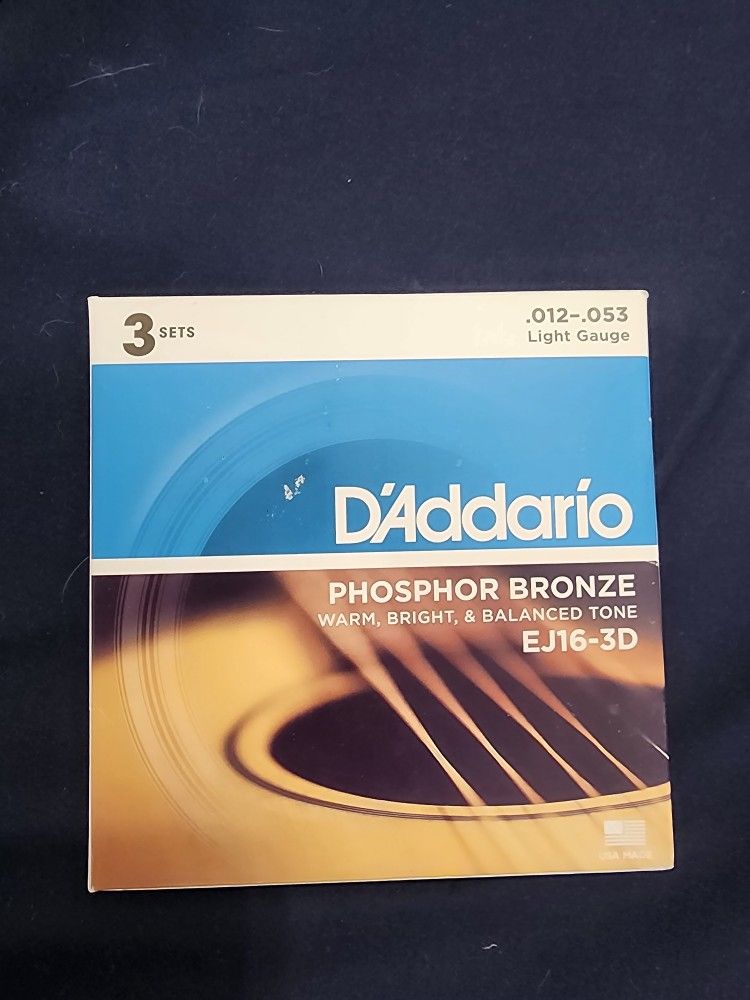 3 SETS
.012–.053
Light Gauge
D'Addario
PHOSPHOR BRONZE
WARM, BRIGHT, & BALANCED TONE
EJ16-3D
USA MADE